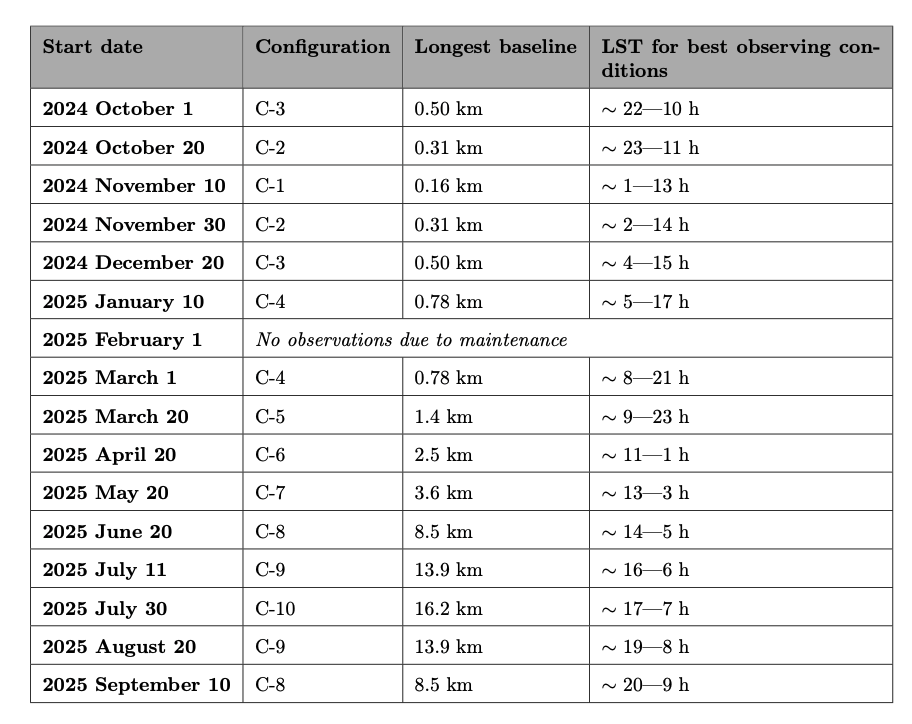 Start date Configuration Longest baseline LST for best observing con-
ditions
2024 October 1 C-3 0.50 km ∼ 22—10 h
2024 October 20 C-2 0.31 km ∼ 23—11 h
2024 November 10 C-1 0.16 km ∼ 1—13 h
2024 November 30 C-2 0.31 km ∼ 2—14 h
2024 December 20 C-3 0.50 km ∼ 4—15 h
2025 January 10 C-4 0.78 km ∼ 5—17 h
2025 February 1 No observations due to maintenance
2025 March 1 C-4 0.78 km ∼ 8—21 h
2025 March 20 C-5 1.4 km ∼ 9—23 h
2025 April 20 C-6 2.5 km ∼ 11—1 h
2025 May 20 C-7 3.6 km ∼ 13—3 h
2025 June 20 C-8 8.5 km ∼ 14—5 h
2025 July 11 C-9 13.9 km ∼ 16—6 h
2025 July 30 C-10 16.2 km ∼ 17—7 h
2025 August 20 C-9 13.9 km ∼ 19—8 h
2025 September 10 C-8 8.5 km ∼ 20—9 h